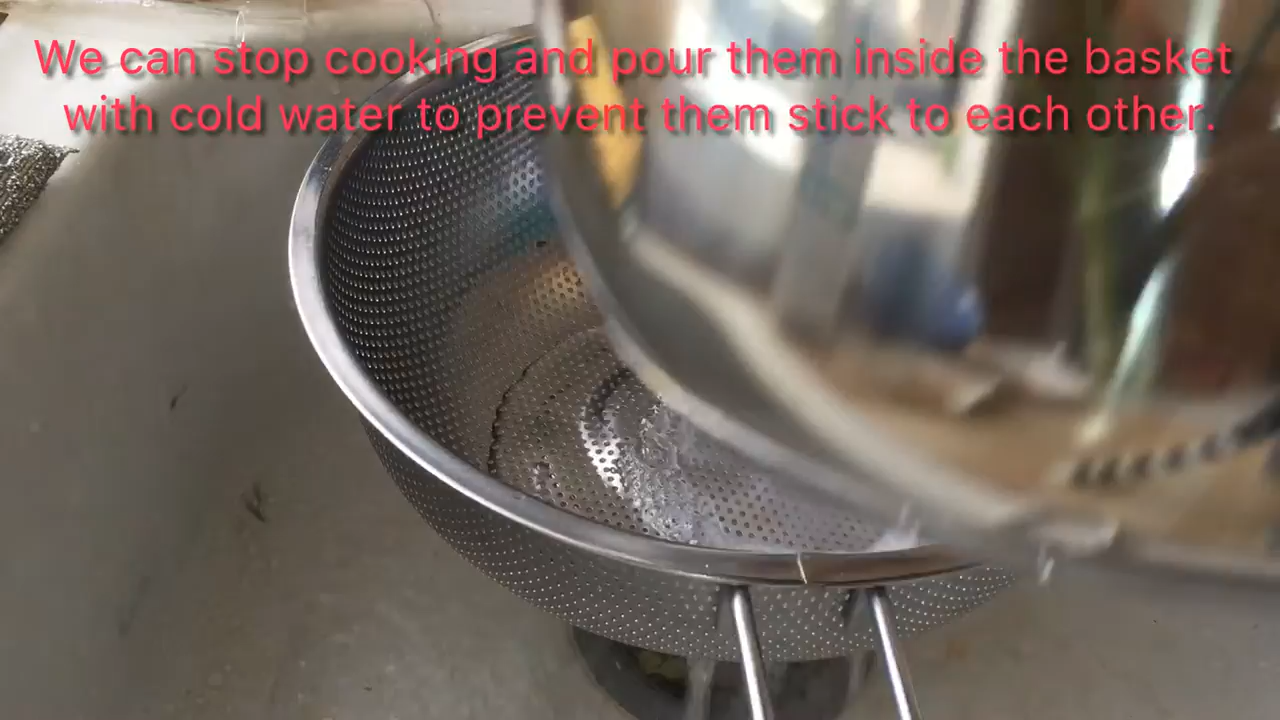 We can stop cooking and pour them inside the basket
with cold water to prevent them stick to each other.